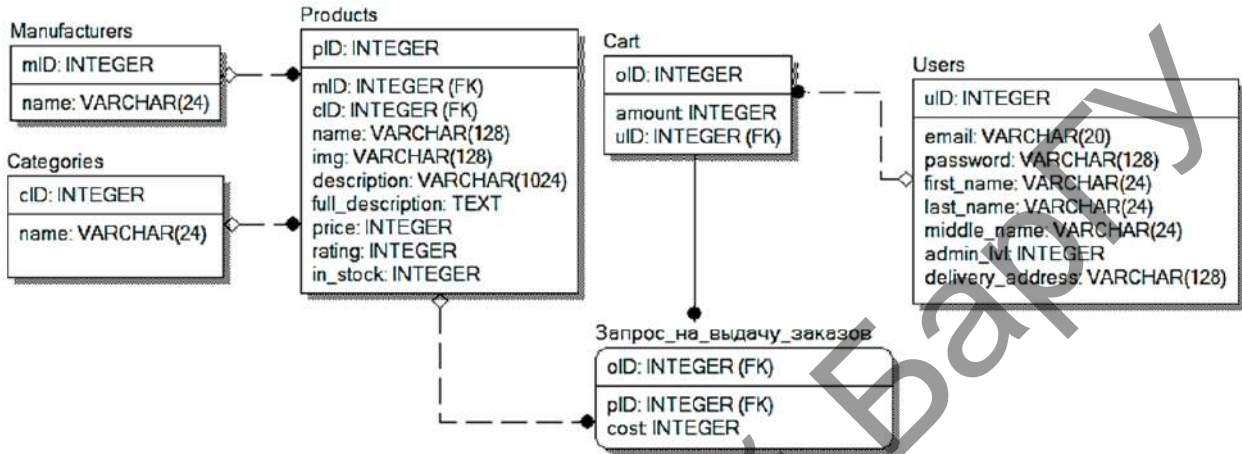 Manufacturers
mID: INTEGER
name: VARCHAR(24)
Categories
cID: INTEGER
name: VARCHAR(24)
Products
pID: INTEGER
mID: INTEGER (FK)
cID: INTEGER (FK)
name: VARCHAR(128)
img: VARCHAR(128)
description: VARCHAR(1024)
full_description: TEXT
price: INTEGER
rating: INTEGER
in_stock: INTEGER
Cart
oID: INTEGER
amount: INTEGER
uID: INTEGER (FK)
Users
uID: INTEGER
email: VARCHAR(20)
password: VARCHAR(128)
first_name: VARCHAR(24)
last_name: VARCHAR(24)
middle_name: VARCHAR(24)
admin_lvl: INTEGER
delivery_address: VARCHAR(128)
Запрос_на_выдачу_заказов
oID: INTEGER (FK)
pID: INTEGER (FK)
cost: INTEGER
БарГУ